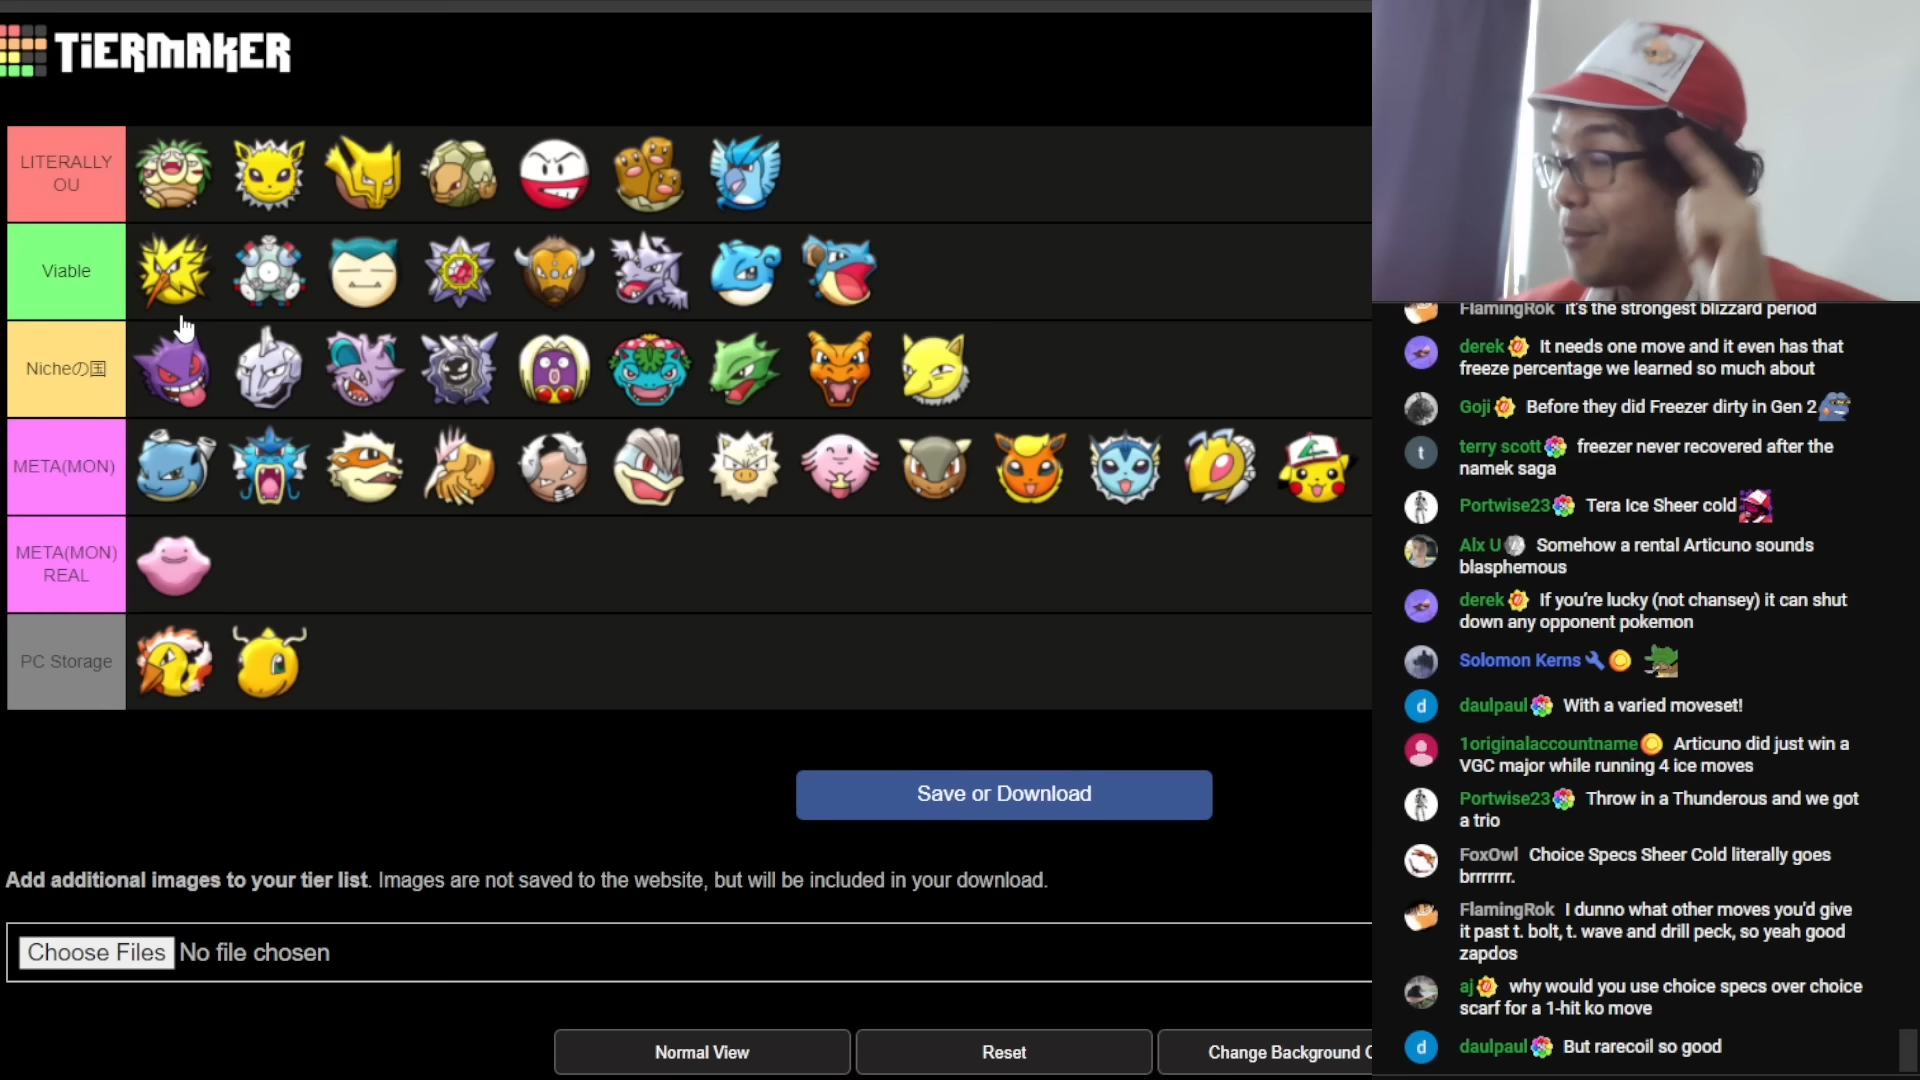 TiERMAKER
LITERALLY
OU
Viable
Nicheの国
META(MON)
META(MON)
REAL
PC Storage
Save or Download
Add additional images to your tier list. Images are not saved to the website, but will be included in your download.
Choose Files No file chosen
Normal View
Reset
Change Background C
FlamingRok it's the strongest blizzard period
derek It needs one move and it even has that
freeze percentage we learned so much about
Goji Before they did Freezer dirty in Gen 2
terry scott freezer never recovered after the
namek saga
Portwise23 Tera Ice Sheer cold
Alx U Somehow a rental Articuno sounds
blasphemous
derek If you're lucky (not chansey) it can shut
down any opponent pokemon
Solomon Kerns
daulpaul With a varied moveset!
1originalaccountname Articuno did just win a
VGC major while running 4 ice moves
Portwise23 Throw in a Thunderous and we got
a trio
FoxOwl Choice Specs Sheer Cold literally goes
brrrrrrr.
FlamingRok I dunno what other moves you'd give
it past t. bolt, t. wave and drill peck, so yeah good
zapdos
aj why would you use choice specs over choice
scarf for a 1-hit ko move
daulpaul But rarecoil so good